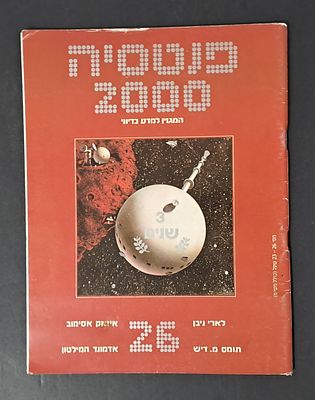 פנטסיה
2000
המגזין למדע בדיוני
3
שנים
לארי ניבן
אייזק אסימוב
תומס מ. דיש
אדמונד המילטון
26